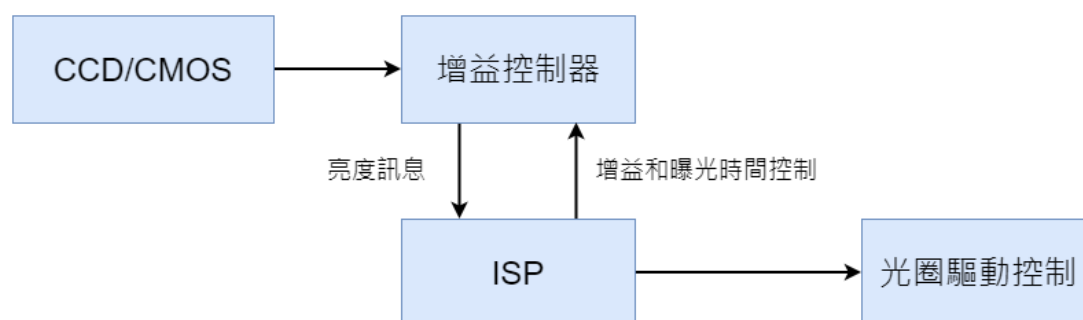 CCD/CMOS
增益控制器
亮度訊息
增益和曝光時間控制
ISP
光圈驅動控制